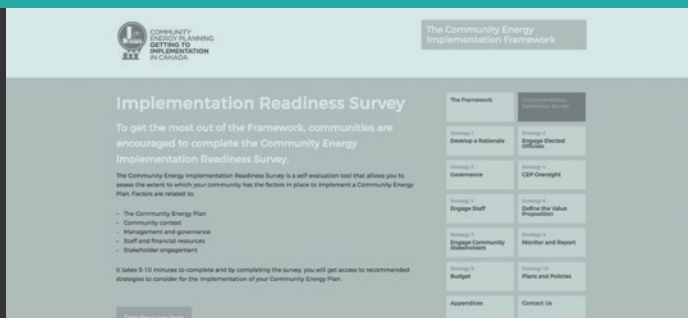 COMMUNITY
ENERGY PLANNING
GETTING TO
IMPLEMENTATION
IN CANADA
The Community Energy
Implementation Framework
Implementation Readiness Survey
To get the most out of the Framework, communities are
encouraged to complete the Community Energy
Implementation Readiness Survey.
The Community Energy Implementation Readiness Survey is a self evaluation tool that allows you to
assess the extent to which your community has the factors in place to implement a Community Energy
Plan. Factors are related to:
- The Community Energy Plan
- Community context
- Management and governance
- Staff and financial resources
- Stakeholder engagement
It takes 5-10 minutes to complete and by completing the survey, you will get access to recommended
strategies to consider for the implementation of your Community Energy Plan.
The Framework
Implementation
Readiness Survey
Strategy 1
Develop a Rationale
Strategy 2
Engage Elected
Officials
Strategy 3
Governance
Strategy 4
CEP Oversight
Strategy 5
Engage Staff
Strategy 6
Define the Value
Proposition
Strategy 7
Engage Community
Stakeholders
Strategy 8
Monitor and Report
Strategy 9
Budget
Strategy 10
Plans and Policies
Appendices
Contact Us